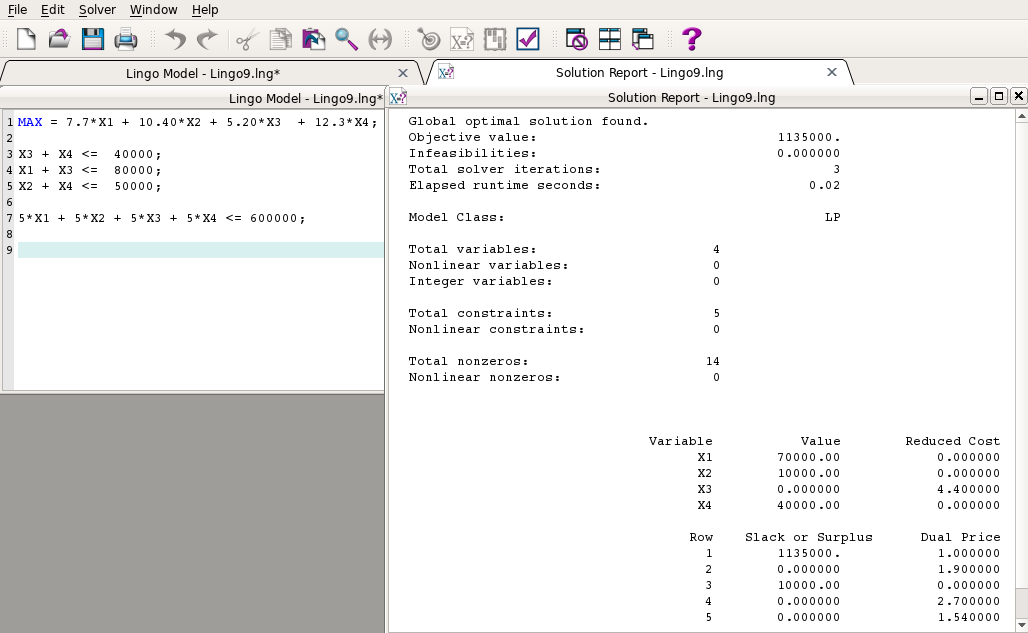 File Edit Solver Window Help
Lingo Model - Lingo9.lng*
Solution Report - Lingo9.lng
Lingo Model - Lingo9.lng*
1 MAX = 7.7*X1 + 10.40*X2 + 5.20*X3  + 12.3*X4;
2
3 X3 + X4 <=  40000;
4 X1 + X3 <=  80000;
5 X2 + X4 <=  50000;
6
7 5*X1 + 5*X2 + 5*X3 + 5*X4 <= 600000;
8
9
Solution Report - Lingo9.lng
Global optimal solution found.
Objective value: 1135000.
Infeasibilities: 0.000000
Total solver iterations: 3
Elapsed runtime seconds: 0.02
Model Class: LP
Total variables: 4
Nonlinear variables: 0
Integer variables: 0
Total constraints: 5
Nonlinear constraints: 0
Total nonzeros: 14
Nonlinear nonzeros: 0
Variable Value Reduced Cost
X1 70000.00 0.000000
X2 10000.00 0.000000
X3 0.000000 4.400000
X4 40000.00 0.000000
Row Slack or Surplus Dual Price
1 1135000. 1.000000
2 0.000000 1.900000
3 10000.00 0.000000
4 0.000000 2.700000
5 0.000000 1.540000